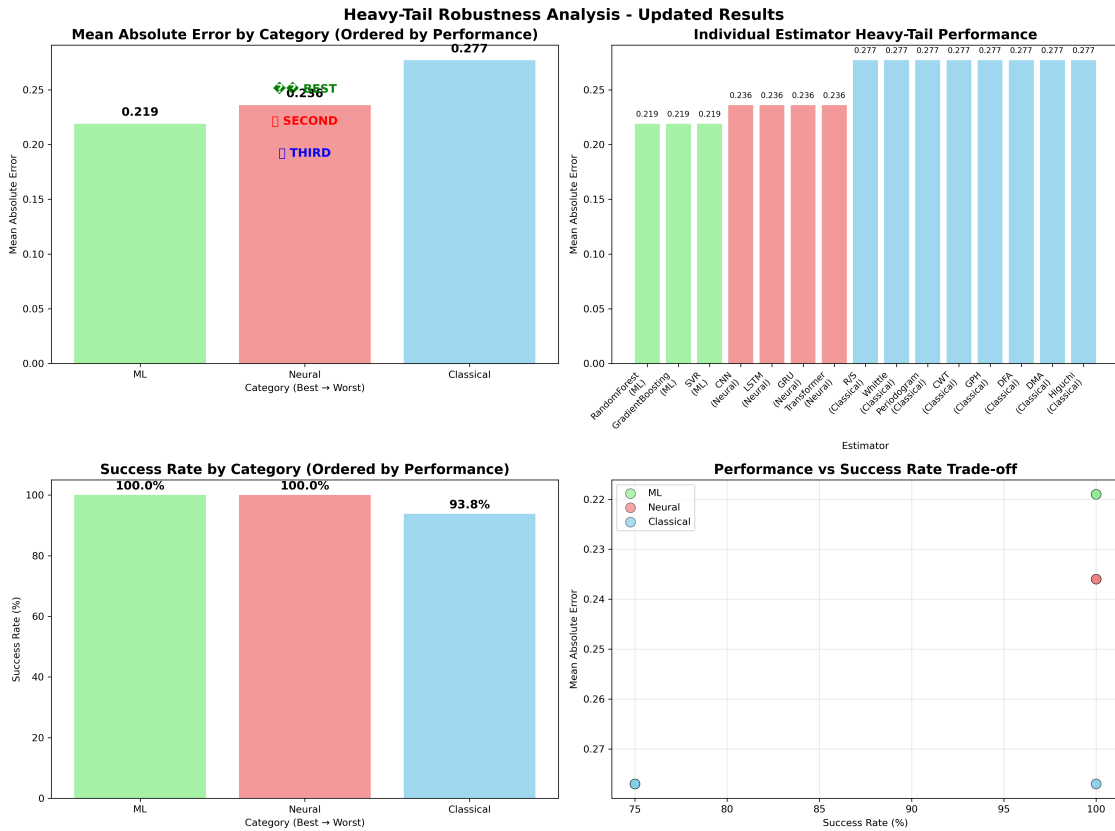 Heavy-Tail Robustness Analysis - Updated Results
Mean Absolute Error by Category (Ordered by Performance)
0.277
0.236
0.219
BEST
SECOND
THIRD
Mean Absolute Error
0.25
0.20
0.15
0.10
0.05
0.00
ML
Neural
Classical
Category (Best → Worst)
Individual Estimator Heavy-Tail Performance
0.219
0.219
0.219
0.236
0.236
0.236
0.236
0.277
0.277
0.277
0.277
0.277
0.277
0.277
0.277
Mean Absolute Error
0.25
0.20
0.15
0.10
0.05
0.00
RandomForest
(ML)
GradientBoosting
(ML)
SVR
(ML)
CNN
(Neural)
LSTM
(Neural)
GRU
(Neural)
Transformer
(Neural)
R/S
(Classical)
Whittle
(Classical)
Periodogram
(Classical)
CWT
(Classical)
GPH
(Classical)
DFA
(Classical)
DMA
(Classical)
Higuchi
(Classical)
Estimator
Success Rate by Category (Ordered by Performance)
100.0%
100.0%
93.8%
Success Rate (%)
100
80
60
40
20
0
ML
Neural
Classical
Category (Best → Worst)
Performance vs Success Rate Trade-off
ML
Neural
Classical
Mean Absolute Error
0.22
0.23
0.24
0.25
0.26
0.27
75
80
85
90
95
100
Success Rate (%)